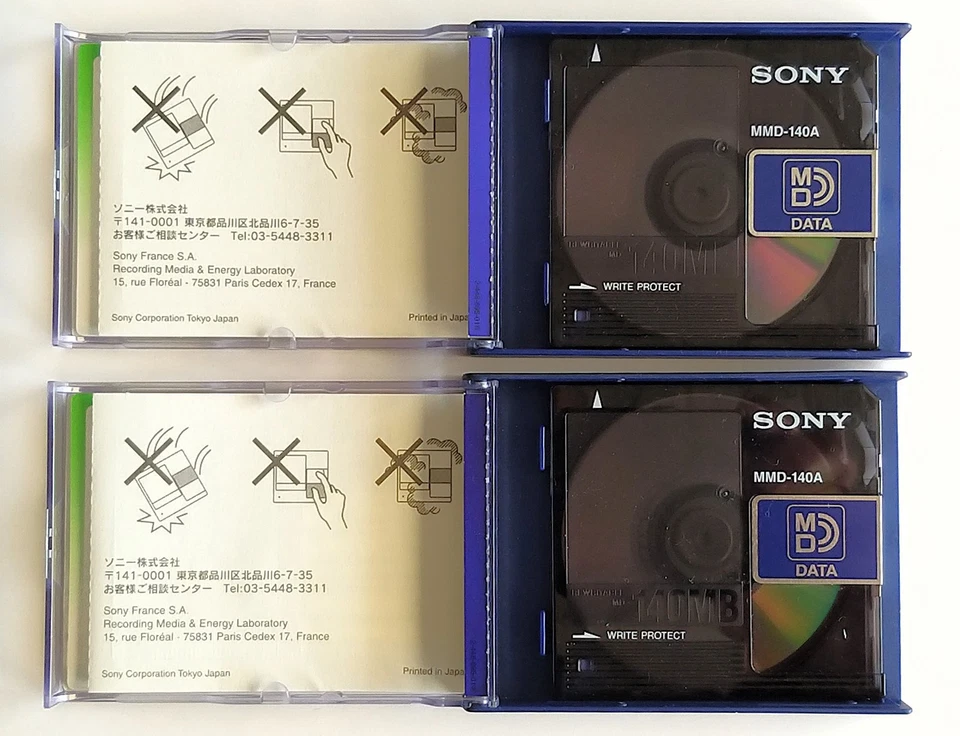 ソニー株式会社
〒141-0001 東京都品川区北品川6-7-35
お客様ご相談センター Tel:03-5448-3311
Sony France S.A.
Recording Media & Energy Laboratory
15, rue Floréal - 75831 Paris Cedex 17, France
Sony Corporation Tokyo Japan
Printed in Japa
SONY
MMD-140A
MD
DATA
REWRITABLE
MD
140MB
WRITE PROTECT
ソニー株式会社
〒141-0001 東京都品川区北品川6-7-35
お客様ご相談センター Tel:03-5448-3311
Sony France S.A.
Recording Media & Energy Laboratory
15, rue Floréal - 75831 Paris Cedex 17, France
Sony Corporation Tokyo Japan
Printed in Japa
SONY
MMD-140A
MD
DATA
REWRITABLE
MD
140MB
WRITE PROTECT